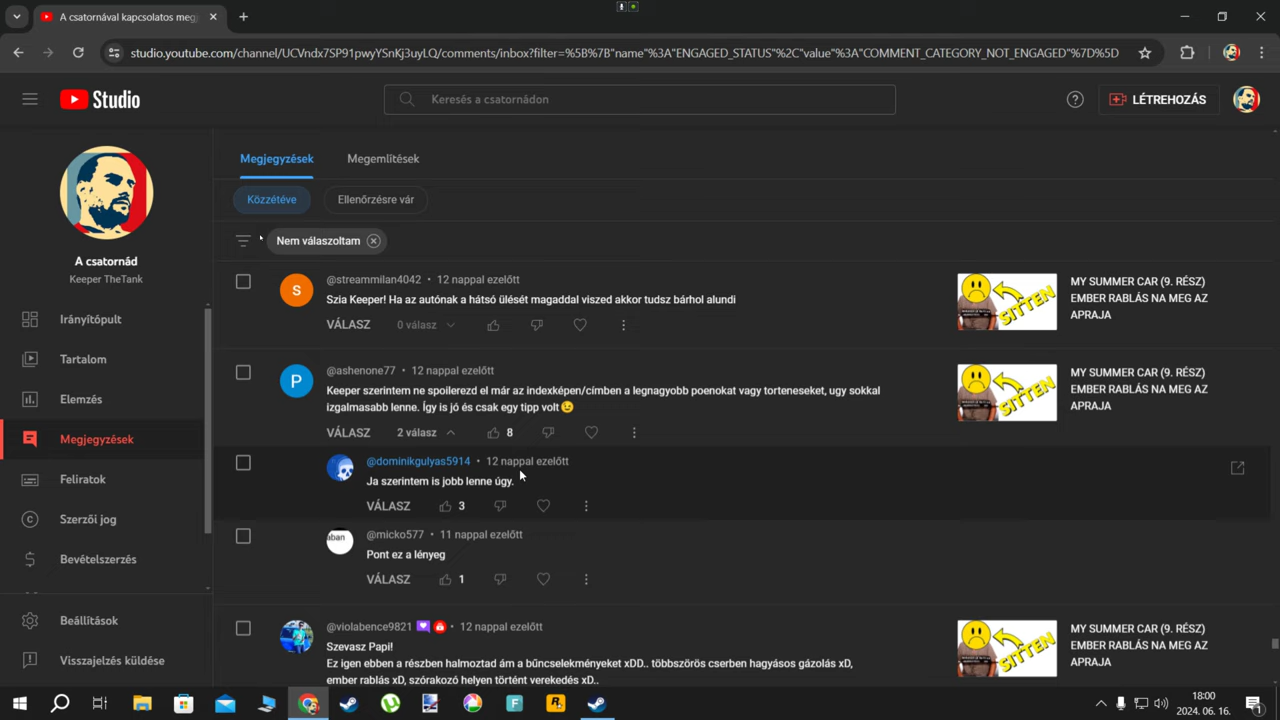 A csatornával kapcsolatos meg
studio.youtube.com/channel/UCVndx7SP91pwyYSnKj3uyLQ/comments/inbox?filter=%5B%7B"name"%3A"ENGAGED_STATUS"%2C"value"%3A"COMMENT_CATEGORY_NOT_ENGAGED"%7D%5D
Studio
Keresés a csatornádon
LÉTREHOZÁS
A csatornád
Keeper TheTank
Irányítópult
Tartalom
Elemzés
Megjegyzések
Feliratok
Szerzői jog
Bevételszerzés
Beállítások
Visszajelzés küldése
Megjegyzések
Megemlítések
Közzétéve
Ellenőrzésre vár
Nem válaszoltam
S
@streammilan4042 • 12 nappal ezelőtt
Szia Keeper! Ha az autónak a hátsó ülését magaddal viszed akkor tudsz bárhol alundi
VÁLASZ 0 válasz
SITTEN
MY SUMMER CAR (9. RÉSZ)
EMBER RABLÁS NA MEG AZ
APRAJA
P
@ashenone77 • 12 nappal ezelőtt
Keeper szerintem ne spoilerezd el már az indexképen/címben a legnagyobb poenokat vagy torteneseket, ugy sokkal
izgalmasabb lenne. Így is jó és csak egy tipp volt😉
VÁLASZ 2 válasz 8
SITTEN
MY SUMMER CAR (9. RÉSZ)
EMBER RABLÁS NA MEG AZ
APRAJA
@dominikgulyas5914 • 12 nappal ezelőtt
Ja szerintem is jobb lenne úgy.
VÁLASZ 3
aban
@micko577 • 11 nappal ezelőtt
Pont ez a lényeg
VÁLASZ 1
@violabence9821 • 12 nappal ezelőtt
Szevasz Papi!
Ez igen ebben a részben halmoztad ám a bűncselekményeket xDD.. többszörös cserben hagyásos gázolás xD,
ember rablás xD, szórakozó helyen történt verekedés xD..
SITTEN
MY SUMMER CAR (9. RÉSZ)
EMBER RABLÁS NA MEG AZ
APRAJA
18:00
2024. 06. 16.
1